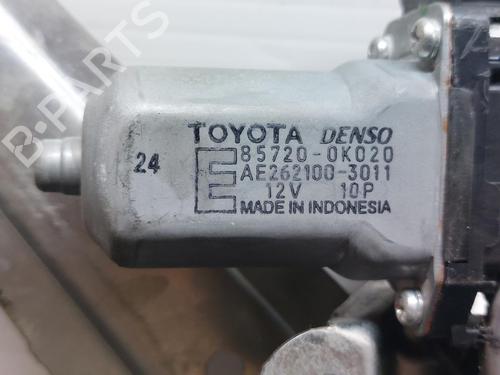 B-PARTS
TOYOTA DENSO
24
E 85720-0K020
AE262100-3011
12V 10P
MADE IN INDONESIA